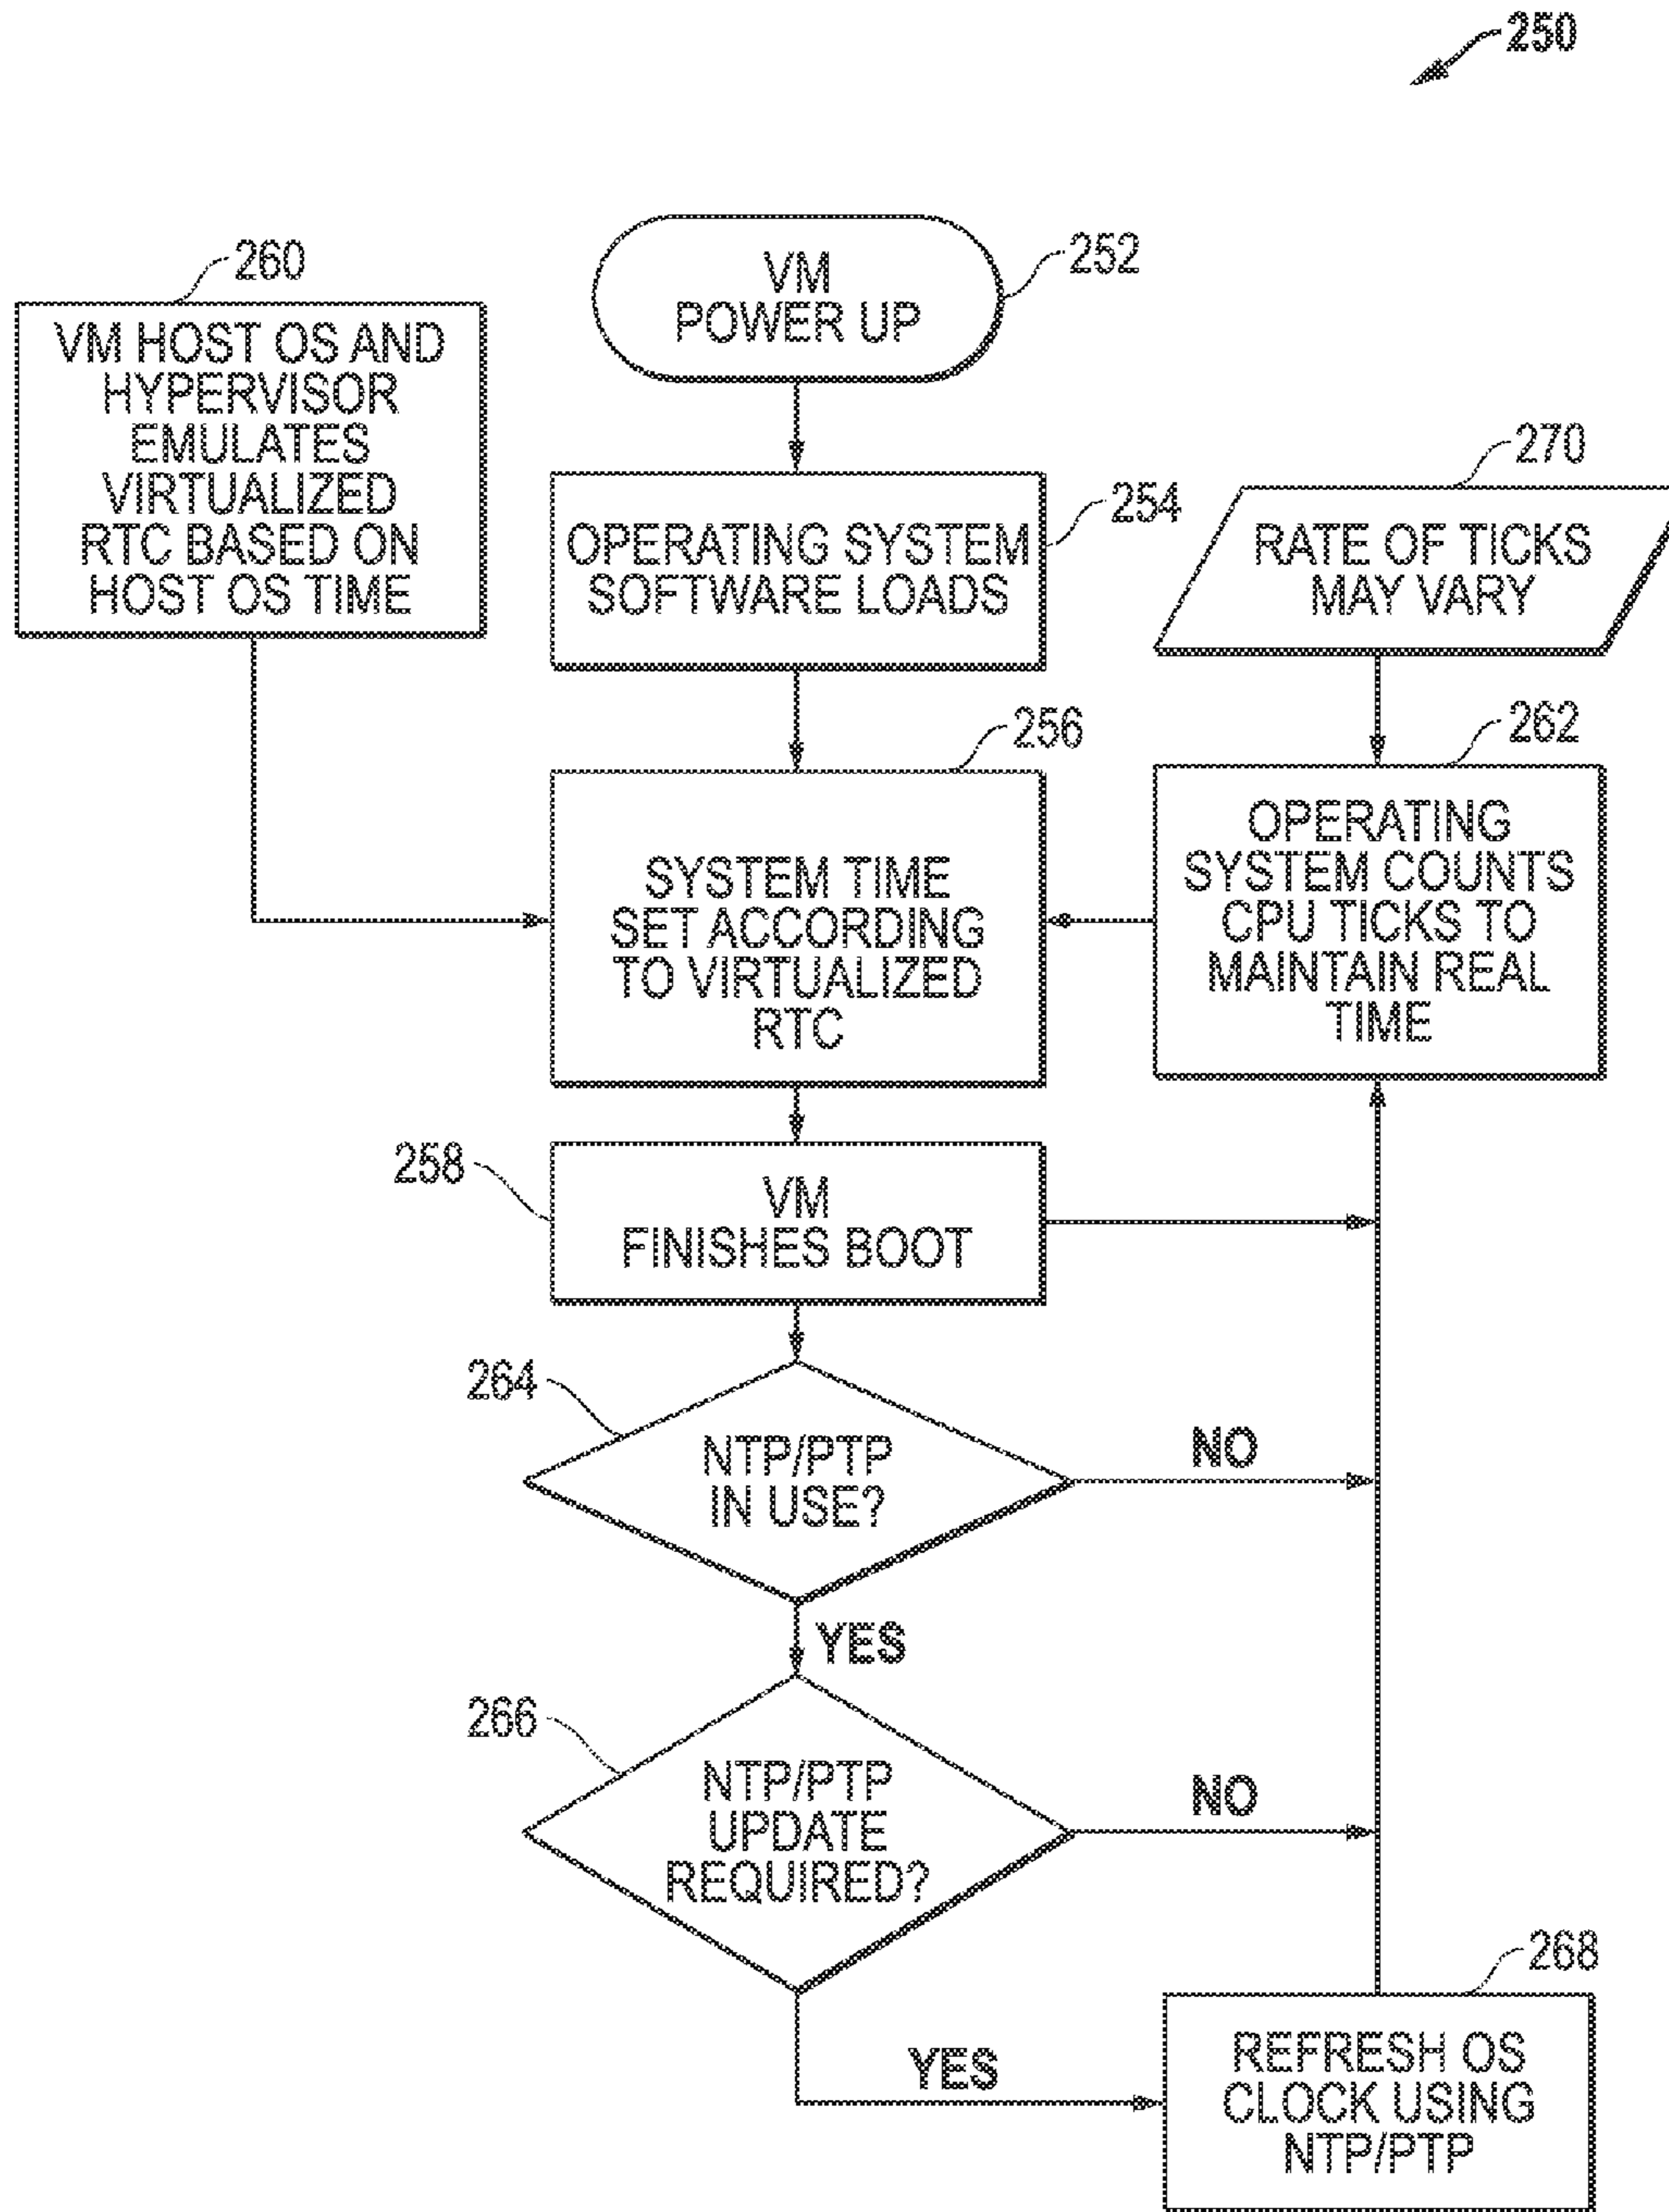 250
260
VM HOST OS AND
HYPERVISOR
EMULATES
VIRTUALIZED
RTC BASED ON
HOST OS TIME
VM
POWER UP
252
OPERATING SYSTEM
SOFTWARE LOADS
254
270
RATE OF TICKS
MAY VARY
256
SYSTEM TIME
SET ACCORDING
TO VIRTUALIZED
RTC
262
OPERATING
SYSTEM COUNTS
CPU TICKS TO
MAINTAIN REAL
TIME
258
VM
FINISHES BOOT
264
NTP/PTP
IN USE?
NO
YES
266
NTP/PTP
UPDATE
REQUIRED?
NO
YES
268
REFRESH OS
CLOCK USING
NTP/PTP